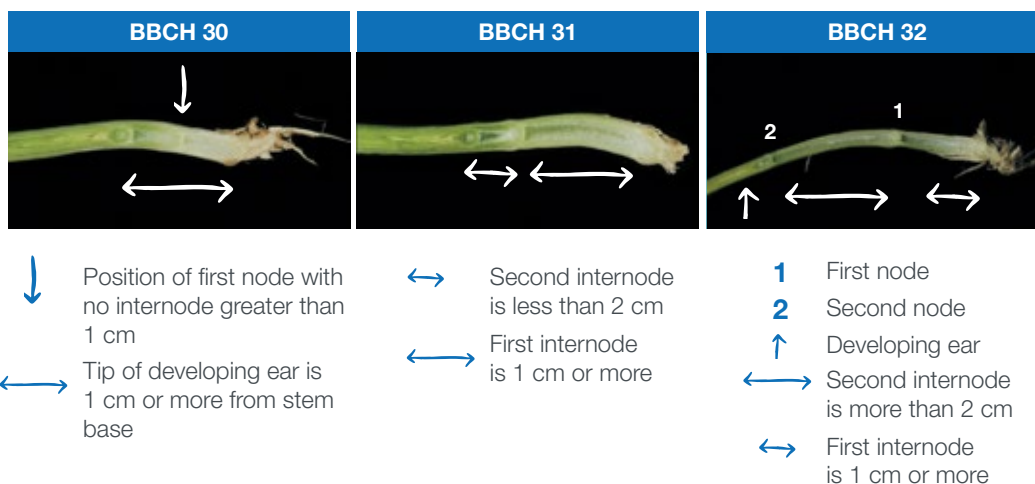 BBCH 30
Position of first node with
no internode greater than
1 cm
Tip of developing ear is
1 cm or more from stem
base
BBCH 31
Second internode
is less than 2 cm
First internode
is 1 cm or more
BBCH 32
1
2
1 First node
2 Second node
Developing ear
Second internode
is more than 2 cm
First internode
is 1 cm or more